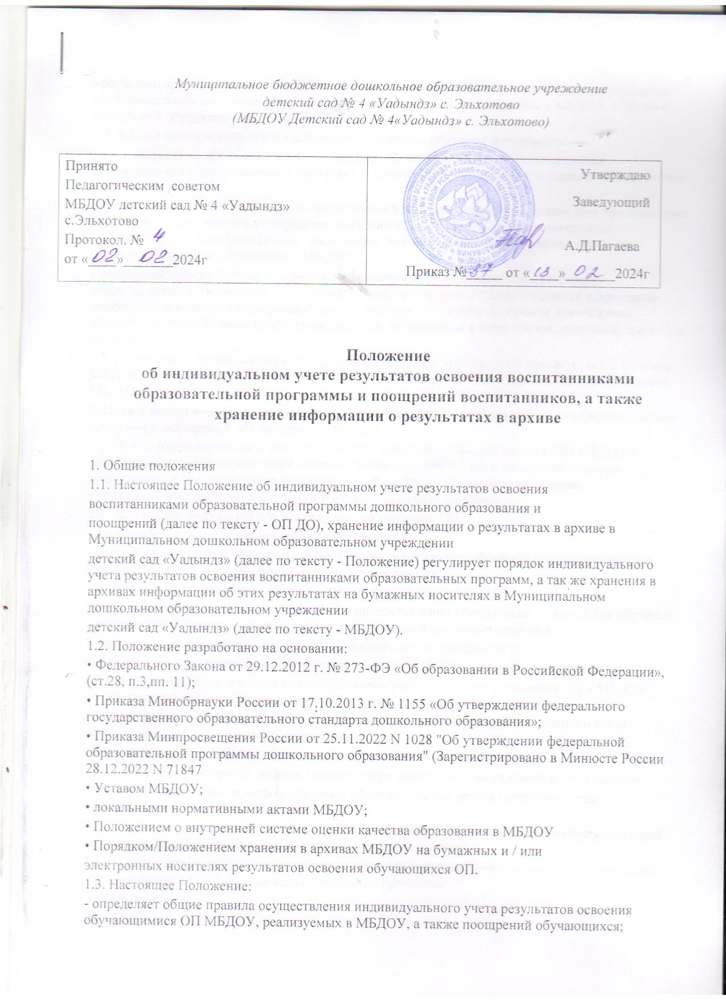 Муниципальное бюджетное дошкольное образовательное учреждение
детский сад № 4 «Уадындз» с. Эльхотово
(МБДОУ Детский сад № 4«Уадындз» с. Эльхотово)
Принято
Педагогическим советом
МБДОУ детский сад № 4 «Уадындз»
с.Эльхотово
Протокол. № 4
от «02» 02 2024г
Утверждаю
Заведующий
А.Д.Пагаева
Приказ № 37 от «13» 02 2024г
Положение
об индивидуальном учете результатов освоения воспитанниками
образовательной программы и поощрений воспитанников, а также
хранение информации о результатах в архиве
1. Общие положения
1.1. Настоящее Положение об индивидуальном учете результатов освоения
воспитанниками образовательной программы дошкольного образования и
поощрений (далее по тексту - ОП ДО), хранение информации о результатах в архиве в
Муниципальном дошкольном образовательном учреждении
детский сад «Уадындз» (далее по тексту - Положение) регулирует порядок индивидуального
учета результатов освоения воспитанниками образовательных программ, а так же хранения в
архивах информации об этих результатах на бумажных носителях в Муниципальном
дошкольном образовательном учреждении
детский сад «Уадындз» (далее по тексту - МБДОУ).
1.2. Положение разработано на основании:
• Федерального Закона от 29.12.2012 г. № 273-ФЭ «Об образовании в Российской Федерации»,
(ст.28, п.3,пп. 11);
• Приказа Минобрнауки России от 17.10.2013 г. № 1155 «Об утверждении федерального
государственного образовательного стандарта дошкольного образования»;
• Приказа Минпросвещения России от 25.11.2022 N 1028 "Об утверждении федеральной
образовательной программы дошкольного образования" (Зарегистрировано в Минюсте России
28.12.2022 N 71847
• Уставом МБДОУ;
• локальными нормативными актами МБДОУ;
• Положением о внутренней системе оценки качества образования в МБДОУ
• Порядком/Положением хранения в архивах МБДОУ на бумажных и / или
электронных носителях результатов освоения обучающихся ОП.
1.3. Настоящее Положение:
- определяет общие правила осуществления индивидуального учета результатов освоения
обучающимися ОП МБДОУ, реализуемых в МБДОУ, а также поощрений обучающихся;